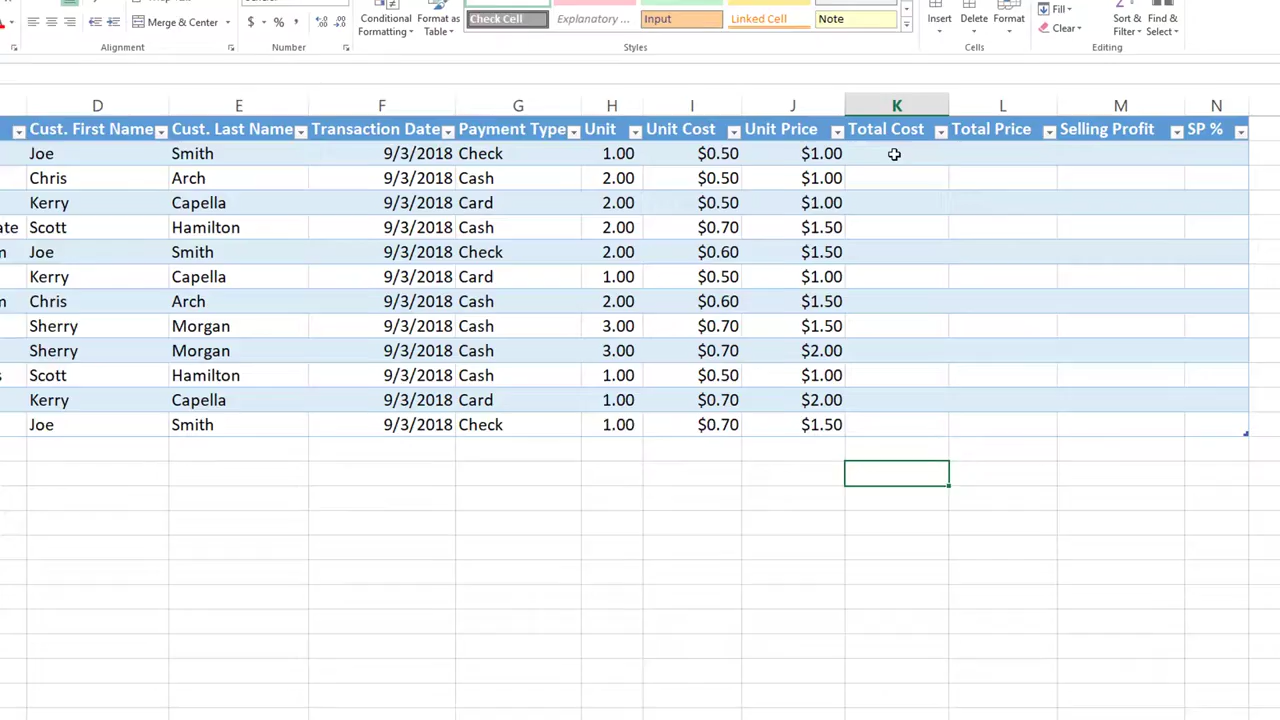 Merge & Center
$ % ,
Conditional Formatting
Format as Table
Check Cell
Explanatory ...
Input
Linked Cell
Note
Insert
Delete
Format
Fill
Clear
Sort & Filter
Find & Select
Alignment
Number
Styles
Cells
Editing
D E F G H I J K L M N
Cust. First Name Cust. Last Name Transaction Date Payment Type Unit Unit Cost Unit Price Total Cost Total Price Selling Profit SP %
Joe Smith 9/3/2018 Check 1.00 $0.50 $1.00
Chris Arch 9/3/2018 Cash 2.00 $0.50 $1.00
Kerry Capella 9/3/2018 Card 2.00 $0.50 $1.00
ate Scott Hamilton 9/3/2018 Cash 2.00 $0.70 $1.50
Joe Smith 9/3/2018 Check 2.00 $0.60 $1.50
Kerry Capella 9/3/2018 Card 1.00 $0.50 $1.00
Chris Arch 9/3/2018 Cash 2.00 $0.60 $1.50
Sherry Morgan 9/3/2018 Cash 3.00 $0.70 $1.50
Sherry Morgan 9/3/2018 Cash 3.00 $0.70 $2.00
Scott Hamilton 9/3/2018 Cash 1.00 $0.50 $1.00
Kerry Capella 9/3/2018 Card 1.00 $0.70 $2.00
Joe Smith 9/3/2018 Check 1.00 $0.70 $1.50